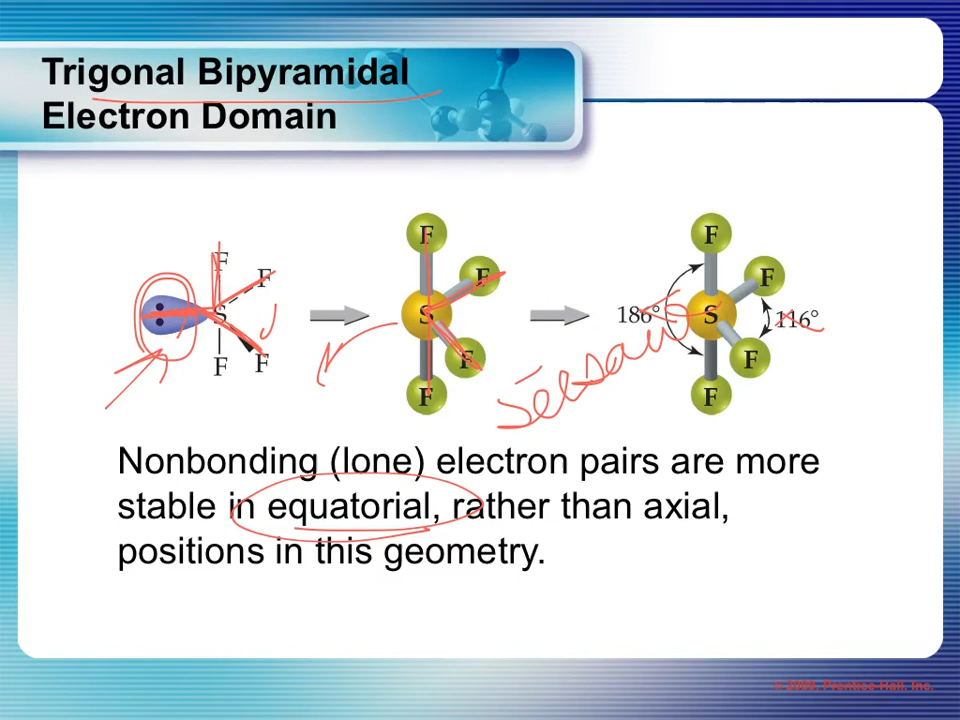 Trigonal Bipyramidal
Electron Domain
F
F
S
F
F
F
F
S
F
F
F
F
186°
S
116°
F
F
seesaw
Nonbonding (lone) electron pairs are more
stable in equatorial, rather than axial,
positions in this geometry.
© 2009, Prentice-Hall, Inc.